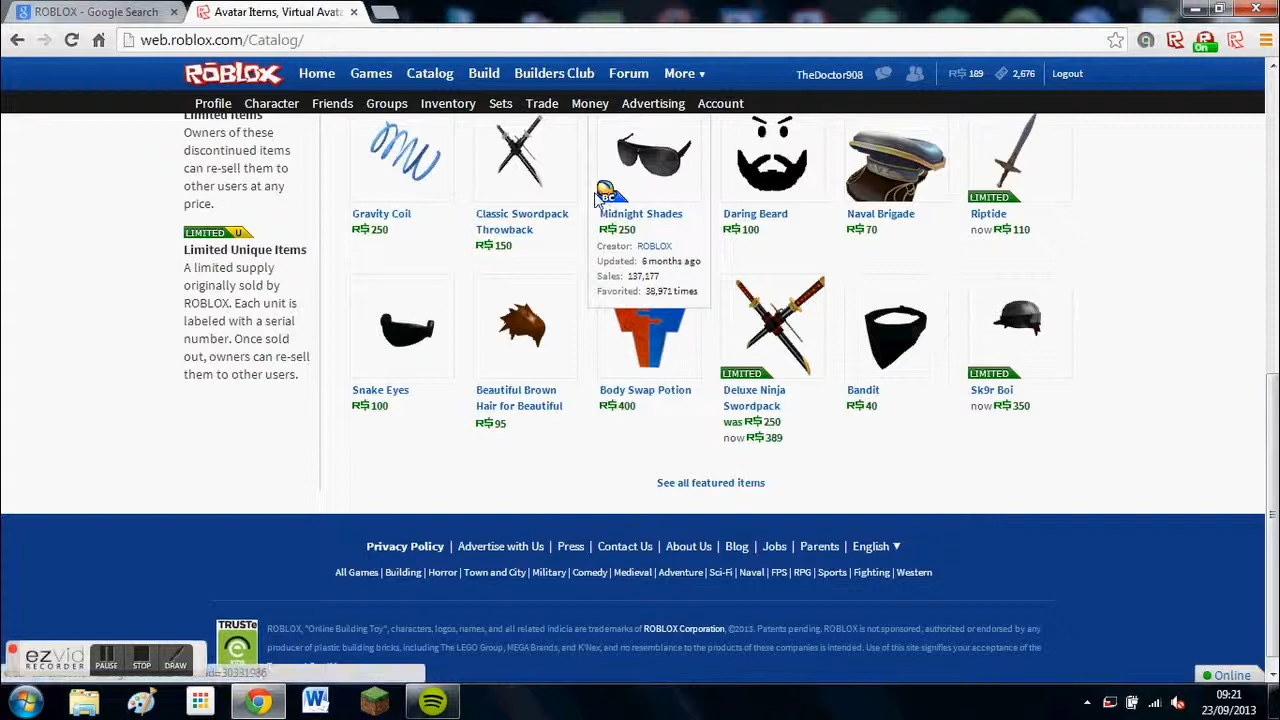 ROBLOX - Google Search
Avatar Items, Virtual Avata
web.roblox.com/Catalog/
On
ROBLOX
Home
Games
Catalog
Build
Builders Club
Forum
More
TheDoctor908
R$ 189
2,676
Logout
Profile
Character
Friends
Groups
Inventory
Sets
Trade
Money
Advertising
Account
Limited Items
Owners of these
discontinued items
can re-sell them to
other users at any
price.
LIMITED U
Limited Unique Items
A limited supply
originally sold by
ROBLOX. Each unit is
labeled with a serial
number. Once sold
out, owners can re-sell
them to other users.
Gravity Coil
R$ 250
Classic Swordpack
Throwback
R$ 150
BC
Midnight Shades
R$ 250
Creator: ROBLOX
Updated: 6 months ago
Sales: 137,177
Favorited: 38,971 times
Daring Beard
R$ 100
Naval Brigade
R$ 70
LIMITED
Riptide
now R$ 110
Snake Eyes
R$ 100
Beautiful Brown
Hair for Beautiful
R$ 95
Body Swap Potion
R$ 400
LIMITED
Deluxe Ninja
Swordpack
was R$ 250
now R$ 389
Bandit
R$ 40
LIMITED
Sk9r Boi
now R$ 350
See all featured items
Privacy Policy | Advertise with Us | Press | Contact Us | About Us | Blog | Jobs | Parents | English
All Games | Building | Horror | Town and City | Military | Comedy | Medieval | Adventure | Sci-Fi | Naval | FPS | RPG | Sports | Fighting | Western
TRUSTe
ROBLOX, "Online Building Toy", characters, logos, names, and all related indicia are trademarks of ROBLOX Corporation, ©2013. Patents pending. ROBLOX is not sponsored, authorized or endorsed by any
producer of plastic building bricks, including The LEGO Group, MEGA Brands, and K'Nex, and no resemblance to the products of these companies is intended. Use of this site signifies your acceptance of the
ezvid
RECORDER
PAUSE
STOP
DRAW
id=30331986
Online
09:21
23/09/2013